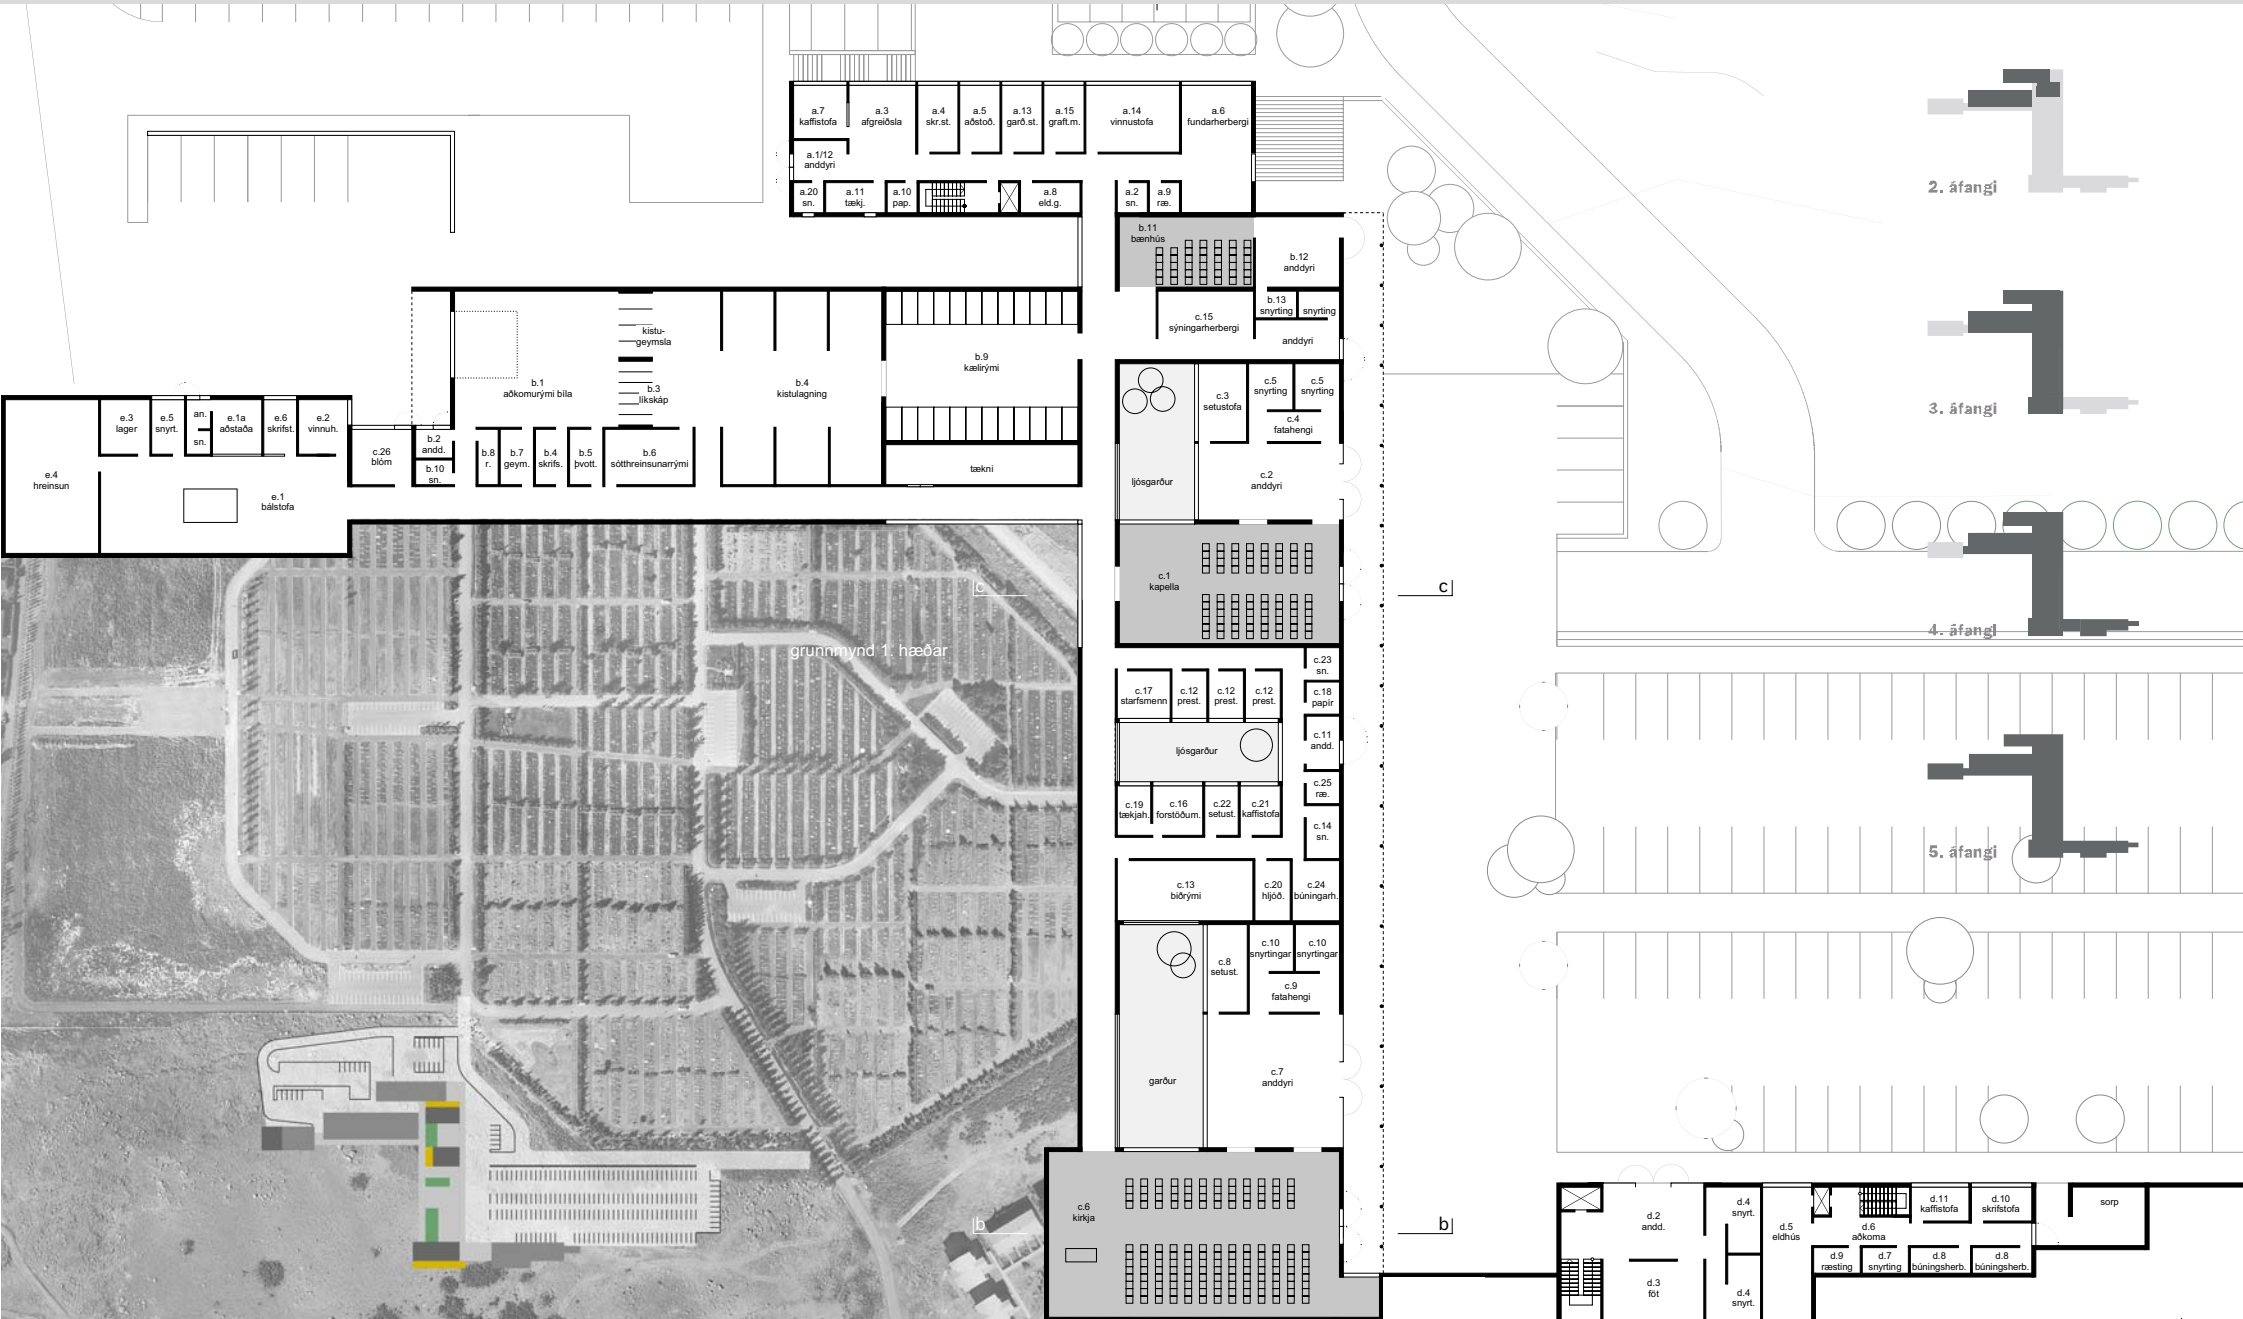 a.7
kaffistofa
a.3
afgreiðsla
a.4
skr.st.
a.5
aðstoð.
a.13
garð.st.
a.15
graft.m.
a.14
vinnustofa
a.6
fundarherbergi
a.1/12
anddyri
a.20
sn.
a.11
tækj.
a.10
pap.
a.8
eld.g.
a.2
sn.
a.9
ræ.
2. áfangi
b.11
bænhús
b.12
anddyri
b.13
snyrting
snyrting
c.15
sýningarherbergi
anddyri
kistu-
geymsla
b.9
kælirými
b.1
aðkomurými bíla
b.3
líkskáp
b.4
kistulagning
3. áfangi
c.3
setustofa
c.5
snyrting
c.5
snyrting
c.4
fatahengi
e.3
lager
e.5
snyrt.
an.
sn.
e.1a
aðstaða
e.6
skrifst.
e.2
vinnuh.
c.26
blóm
b.2
andd.
b.10
sn.
b.8
r.
b.7
geym.
b.4
skrifs.
b.5
þvott.
b.6
sótthreinsunarrými
tækni
ljósgarður
c.2
anddyri
e.4
hreinsun
e.1
bálstofa
c.1
kapella
c
c
4. áfangi
grunnmynd 1. hæðar
c.23
sn.
c.17
starfsmenn
c.12
prest.
c.12
prest.
c.12
prest.
c.18
papír
ljósgarður
c.11
andd.
c.25
ræ.
c.19
tækjah.
c.16
forstöðum.
c.22
setust.
c.21
kaffistofa
c.14
sn.
5. áfangi
c.13
biðrými
c.20
hljóð.
c.24
búningarh.
c.8
setust.
c.10
snyrtingar
c.10
snyrtingar
c.9
fatahengi
garður
c.7
anddyri
c.6
kirkja
b
b
d.2
andd.
d.4
snyrt.
d.5
eldhús
d.6
aðkoma
d.11
kaffistofa
d.10
skrifstofa
sorp
d.9
ræsting
d.7
snyrting
d.8
búningsherb.
d.8
búningsherb.
d.3
föt
d.4
snyrt.